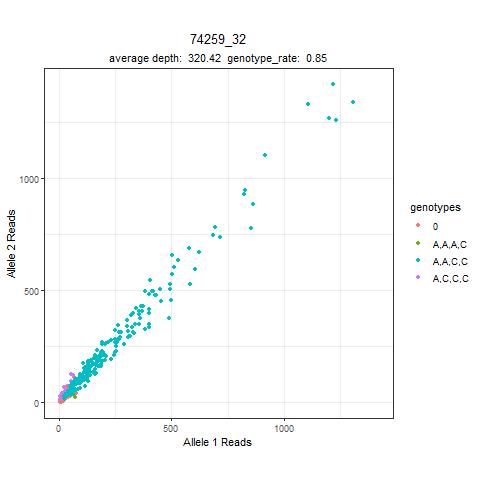 74259_32
average depth: 320.42 genotype_rate: 0.85
Allele 2 Reads
1000
500
0
0
500
1000
Allele 1 Reads
genotypes
0
A,A,A,C
A,A,C,C
A,C,C,C